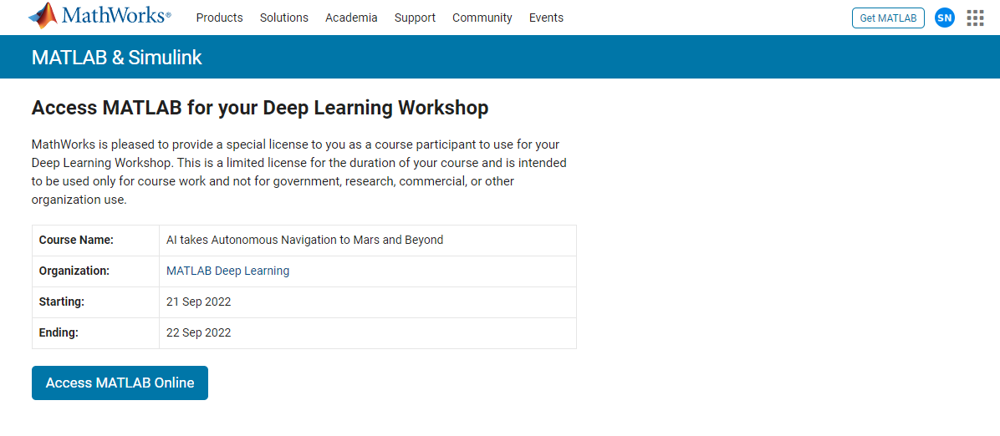 MathWorks®
Products Solutions Academia Support Community Events
Get MATLAB SN
MATLAB & Simulink
Access MATLAB for your Deep Learning Workshop
MathWorks is pleased to provide a special license to you as a course participant to use for your
Deep Learning Workshop. This is a limited license for the duration of your course and is intended
to be used only for course work and not for government, research, commercial, or other
organization use.
Course Name: AI takes Autonomous Navigation to Mars and Beyond
Organization: MATLAB Deep Learning
Starting: 21 Sep 2022
Ending: 22 Sep 2022
Access MATLAB Online